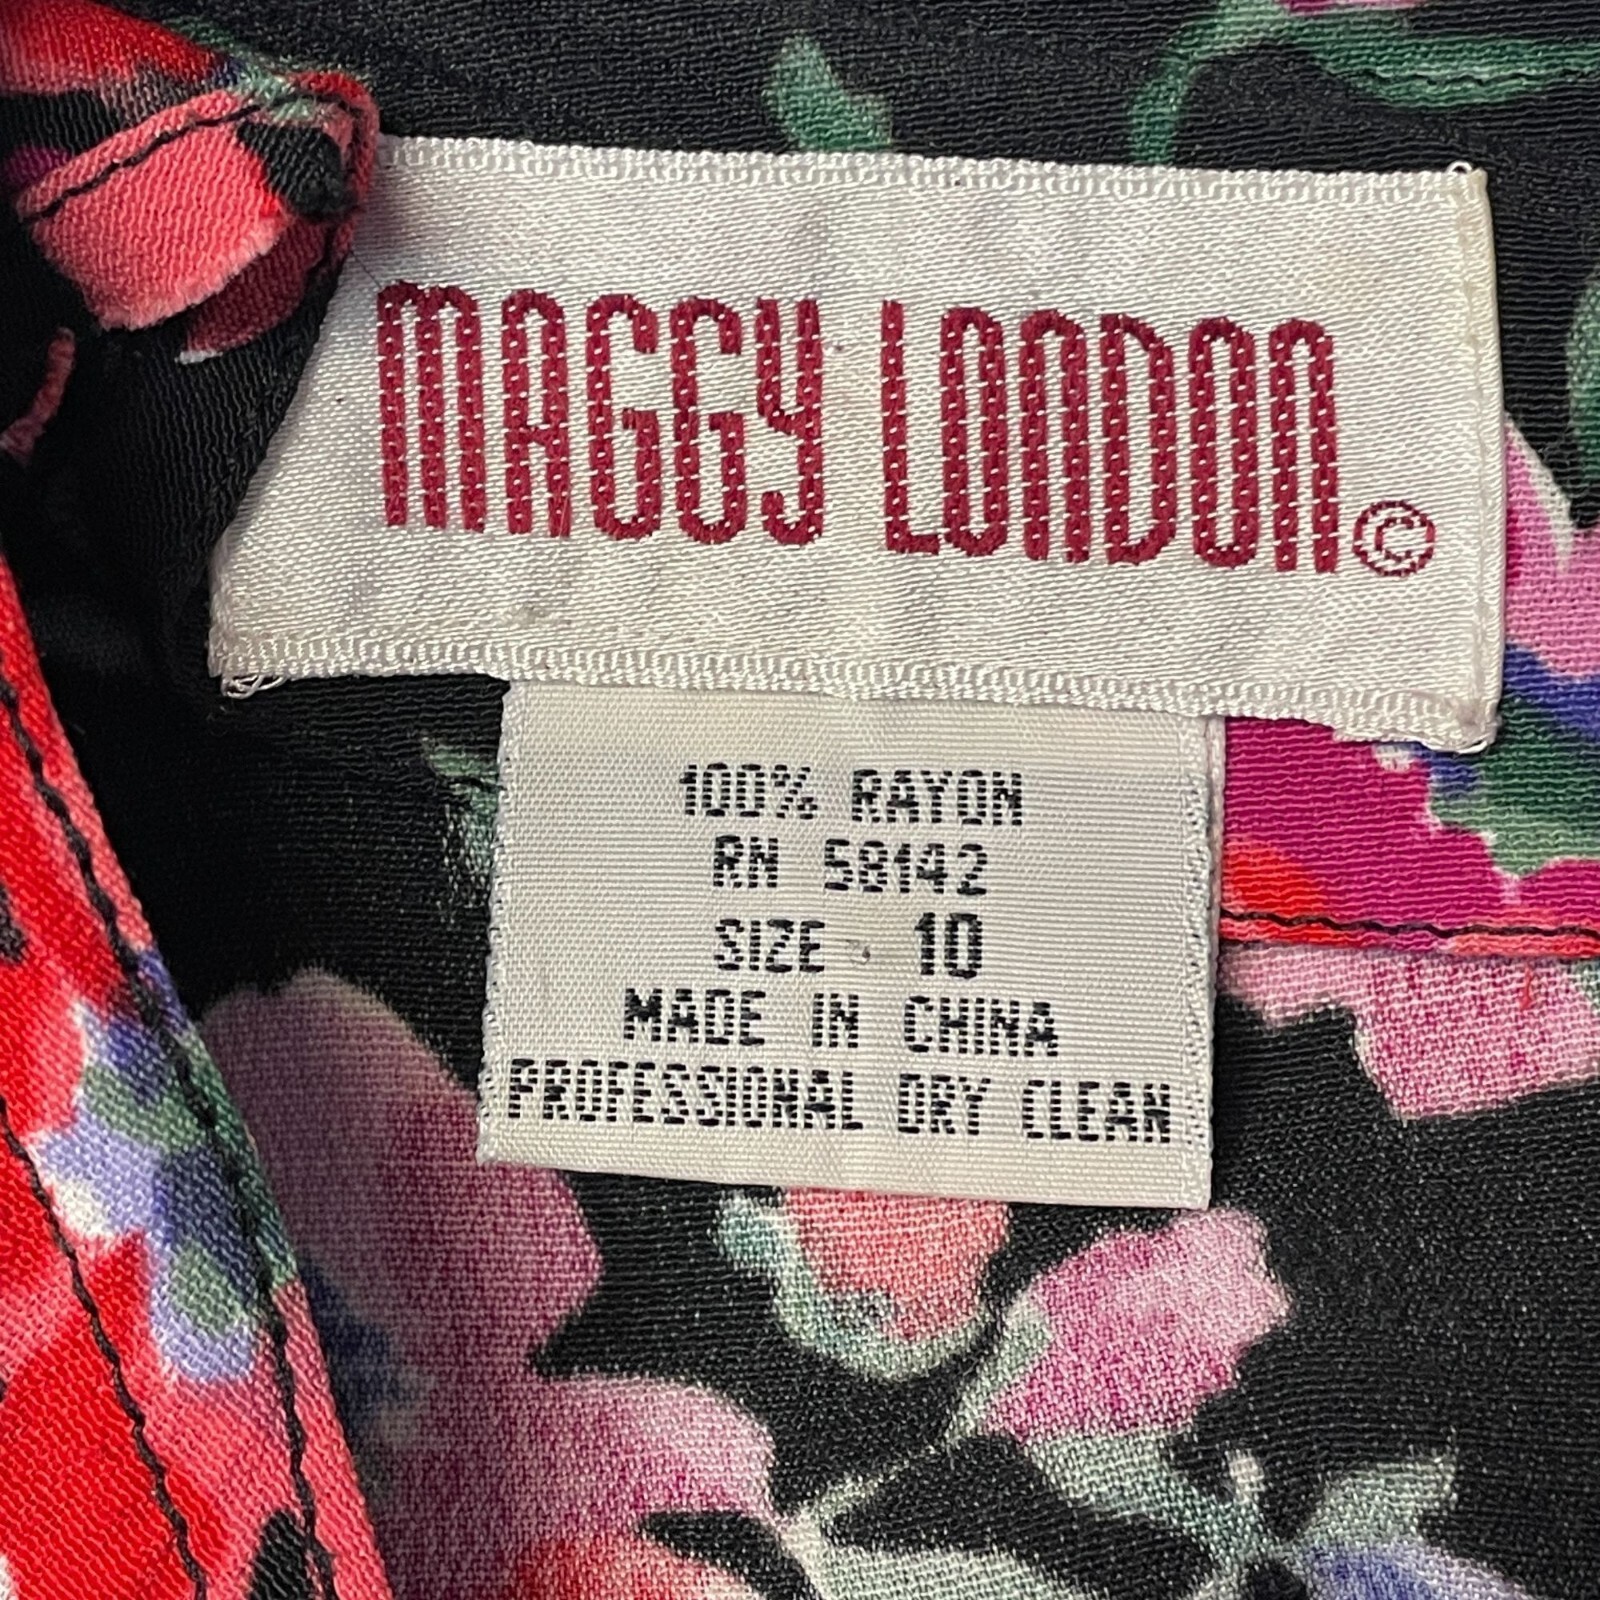 MAGGY LONDON ©
100% RAYON
RN 58142
SIZE 10
MADE IN CHINA
PROFESSIONAL DRY CLEAN